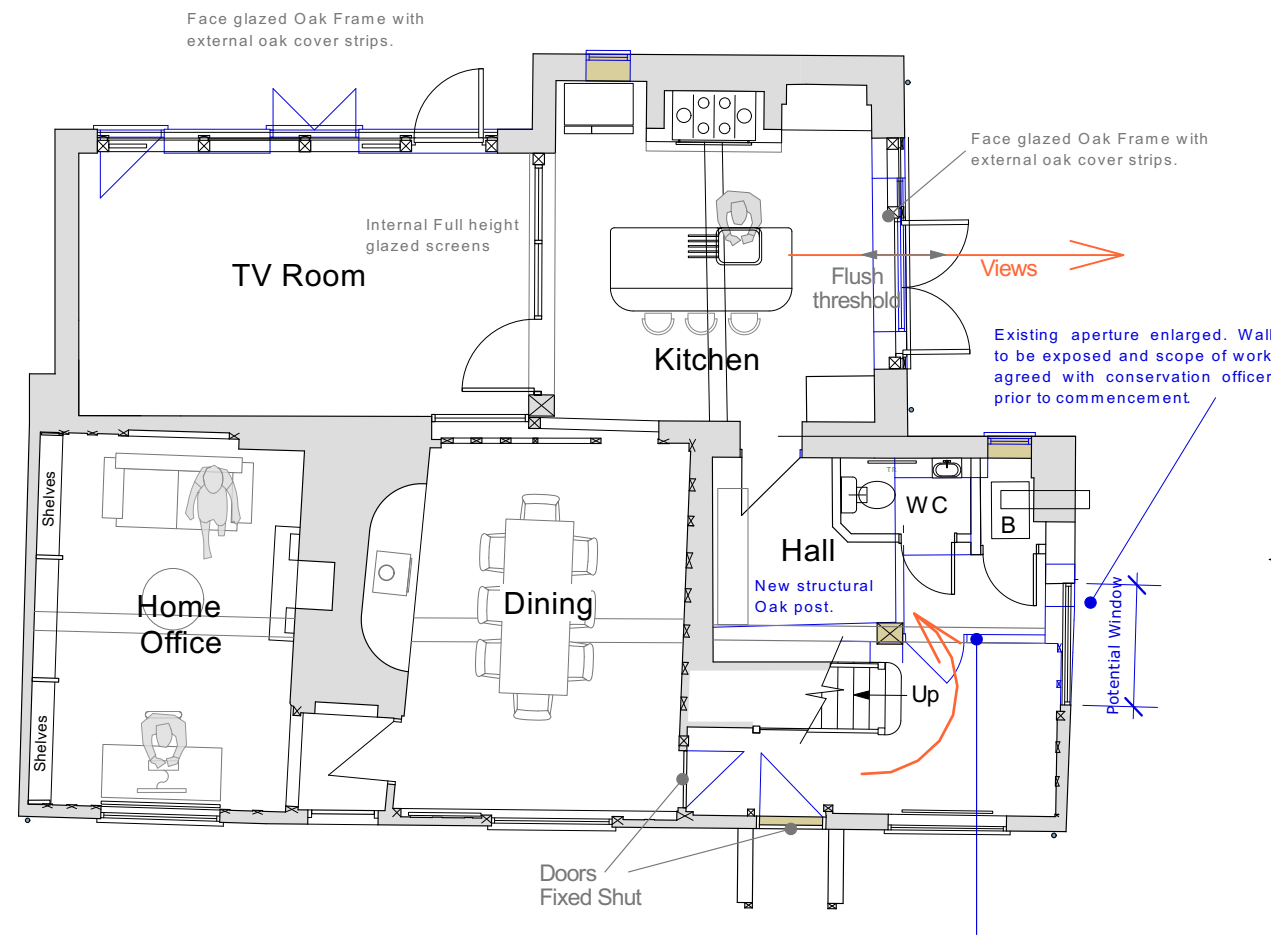 Face glazed Oak Frame with
external oak cover strips.
Face glazed Oak Frame with
external oak cover strips.
Internal Full height
glazed screens
TV Room
Flush
threshold
Views
Kitchen
Existing aperture enlarged. Wall
to be exposed and scope of work
agreed with conservation officer
prior to commencement.
Shelves
TR
WC
B
Hall
New structural
Oak post.
Home
Office
Dining
Potential Window
Up
Shelves
Doors
Fixed Shut